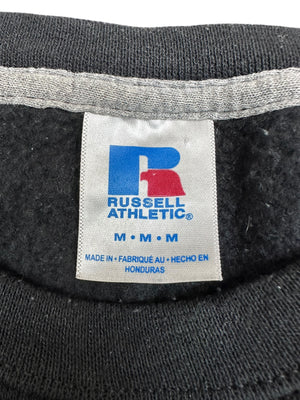 R
RUSSELL
ATHLETIC®
M • M • M
MADE IN • FABRIQUÉ AU • HECHO EN
HONDURAS